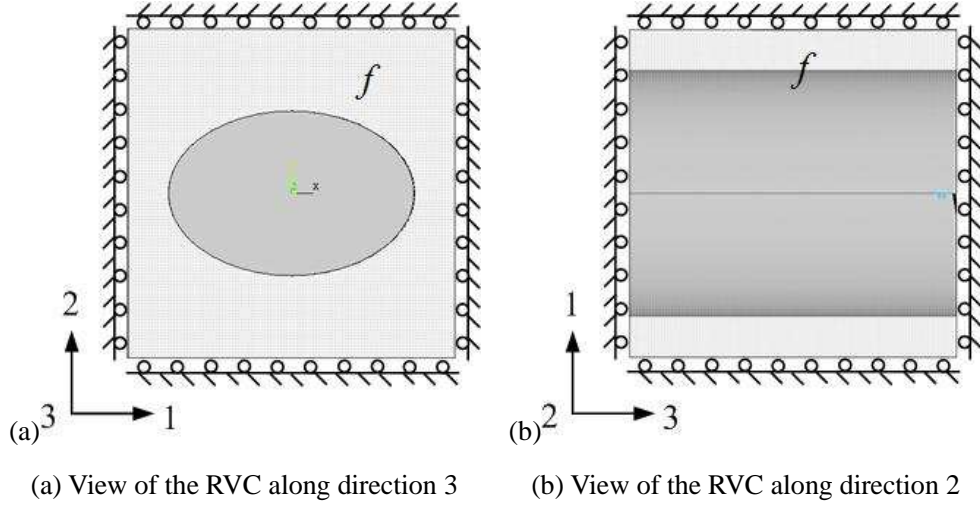 f
f
2
3
1
(a)
1
2
3
(b)
x
(a) View of the RVC along direction 3
(b) View of the RVC along direction 2